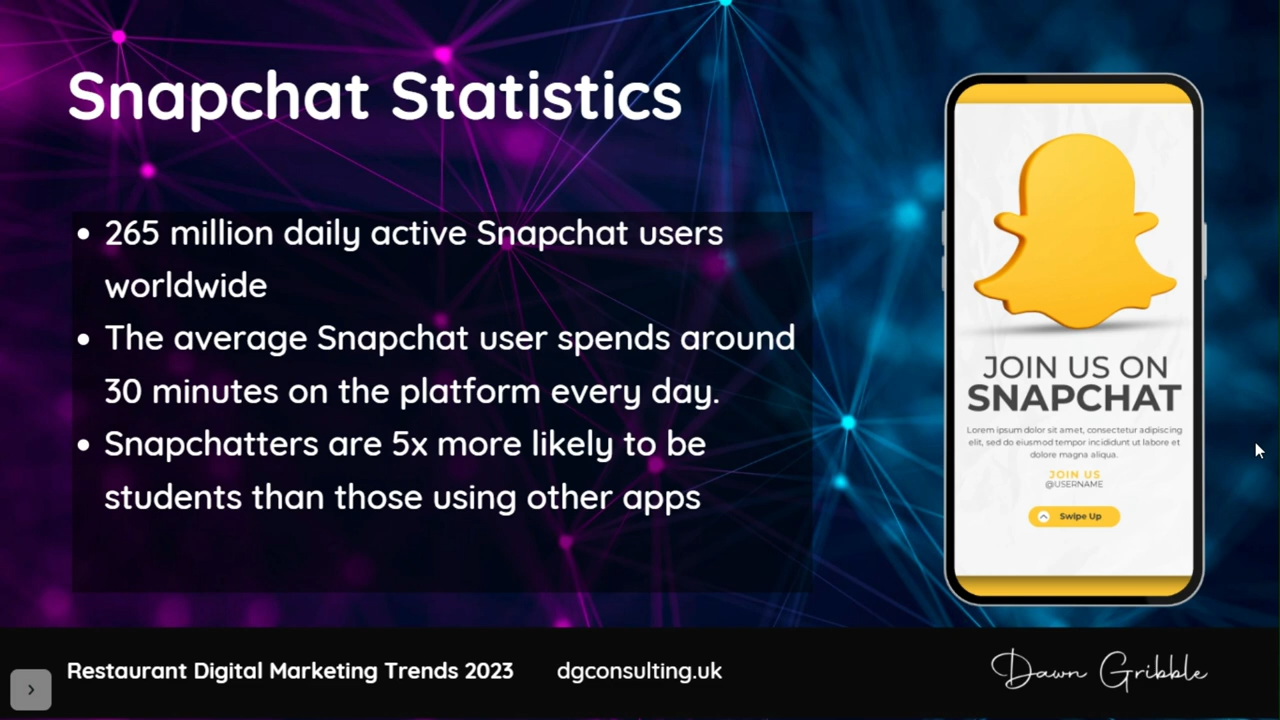 Snapchat Statistics
• 265 million daily active Snapchat users
worldwide
• The average Snapchat user spends around
30 minutes on the platform every day.
• Snapchatters are 5x more likely to be
students than those using other apps
JOIN US ON
SNAPCHAT
Lorem ipsum dolor sit amet, consectetur adipiscing
elit, sed do eiusmod tempor incididunt ut labore et
dolore magna aliqua.
JOIN US
@USERNAME
Swipe Up
Restaurant Digital Marketing Trends 2023 dgconsulting.uk
Dawn Gribble